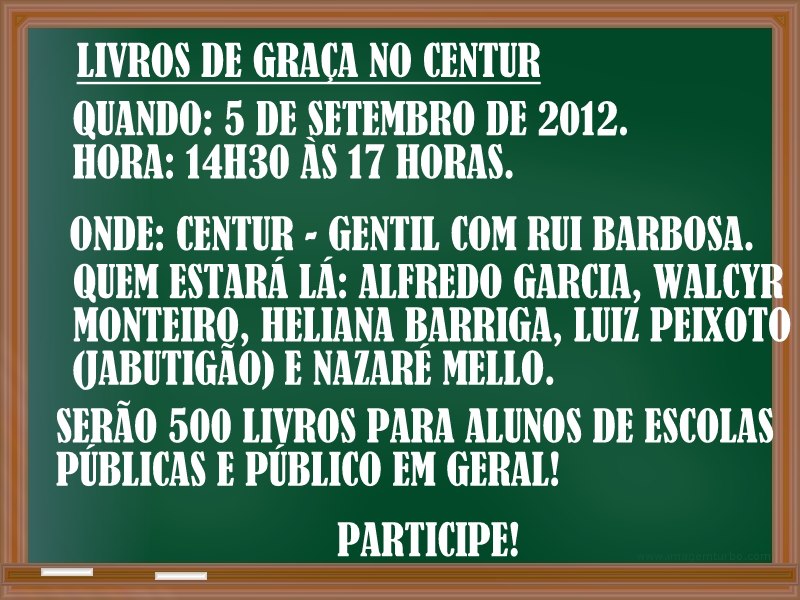 LIVROS DE GRAÇA NO CENTUR
QUANDO: 5 DE SETEMBRO DE 2012.
HORA: 14H30 ÀS 17 HORAS.
ONDE: CENTUR - GENTIL COM RUI BARBOSA.
QUEM ESTARÁ LÁ: ALFREDO GARCIA, WALCYR
MONTEIRO, HELIANA BARRIGA, LUIZ PEIXOTO
(JABUTIGÃO) E NAZARÉ MELLO.
SERÃO 500 LIVROS PARA ALUNOS DE ESCOLAS
PÚBLICAS E PÚBLICO EM GERAL!
PARTICIPE!